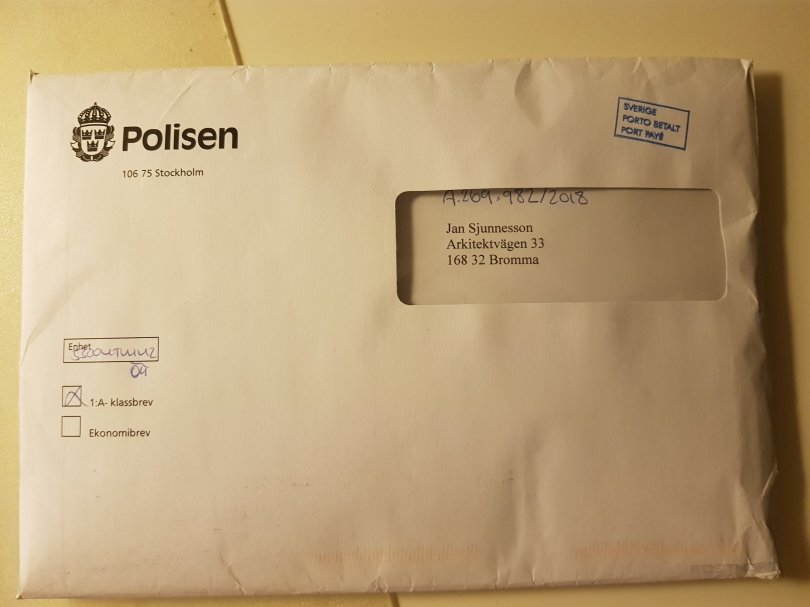 Polisen
106 75 Stockholm
SVERIGE
PORTO BETALT
PORT PAYÉ
A.269.982/2018
Jan Sjunnesson
Arkitektvägen 33
168 32 Bromma
Enhet
1:A- klassbrev
Ekonomibrev